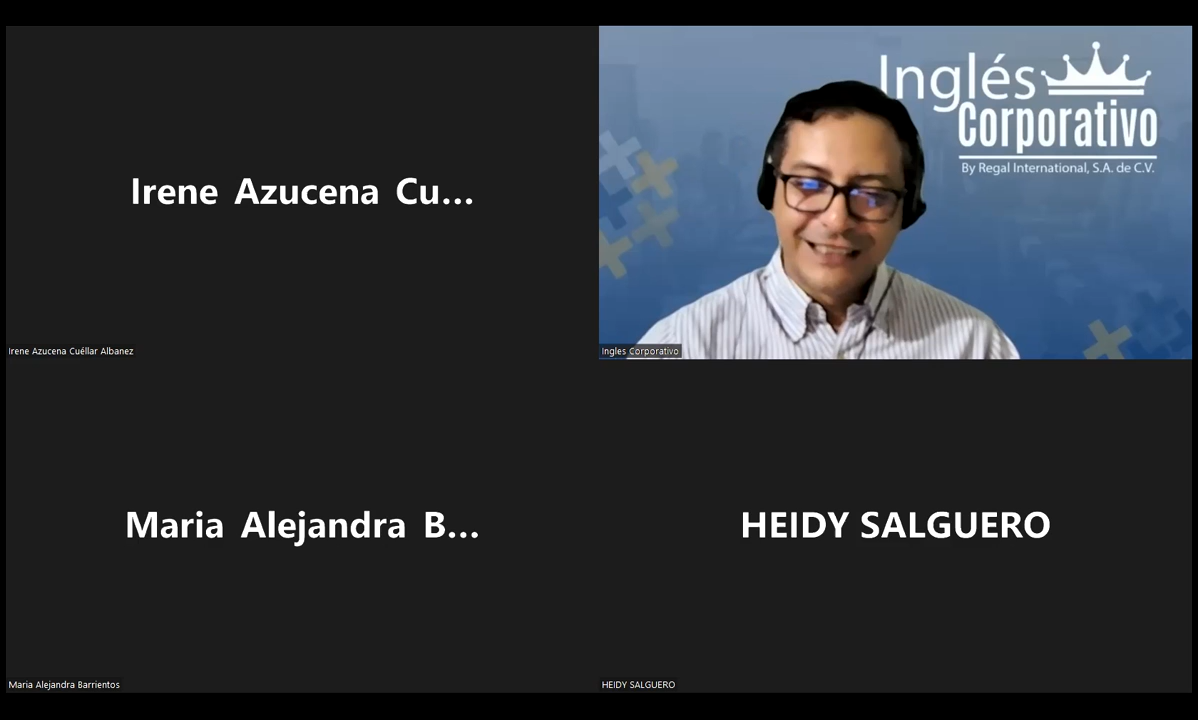 Irene Azucena Cu...
Irene Azucena Cuéllar Albanez
Inglés
Corporativo
By Regal International, S.A. de C.V.
Ingles Corporativo
Maria Alejandra B...
Maria Alejandra Barrientos
HEIDY SALGUERO
HEIDY SALGUERO